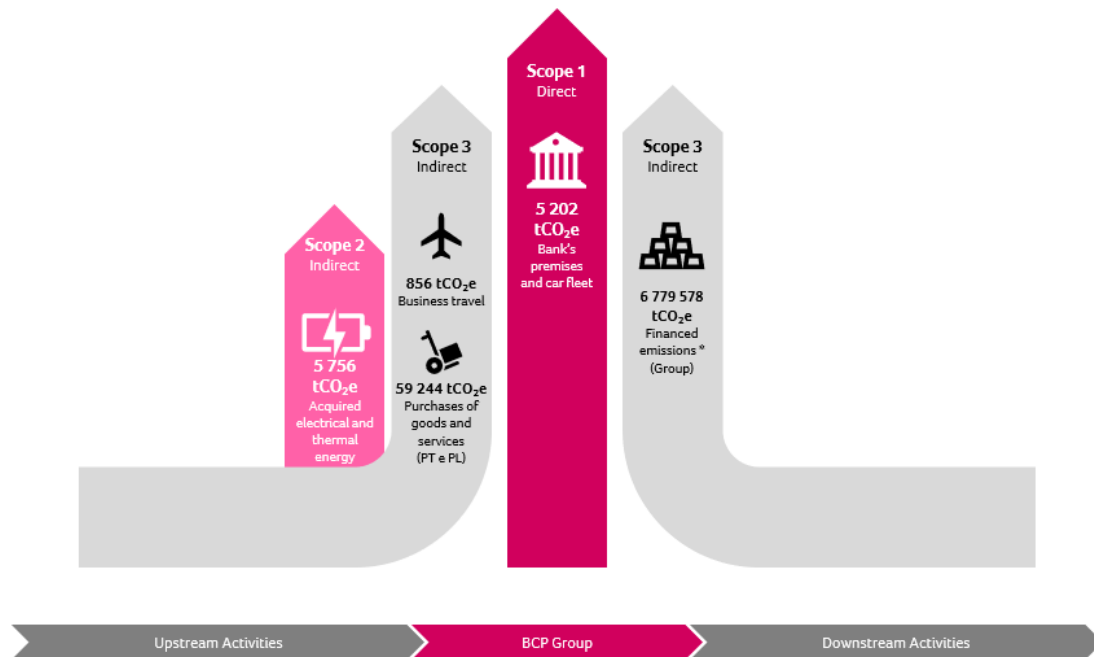 Scope 2
Indirect
5 756
tCO₂e
Acquired
electrical and
thermal
energy
Scope 3
Indirect
856 tCO₂e
Business travel
59 244 tCO₂e
Purchases of
goods and
services
(PT e PL)
Scope 1
Direct
5 202
tCO₂e
Bank's
premises
and car fleet
Scope 3
Indirect
6 779 578
tCO₂e
Financed
emissions *
(Group)
Upstream Activities
BCP Group
Downstream Activities